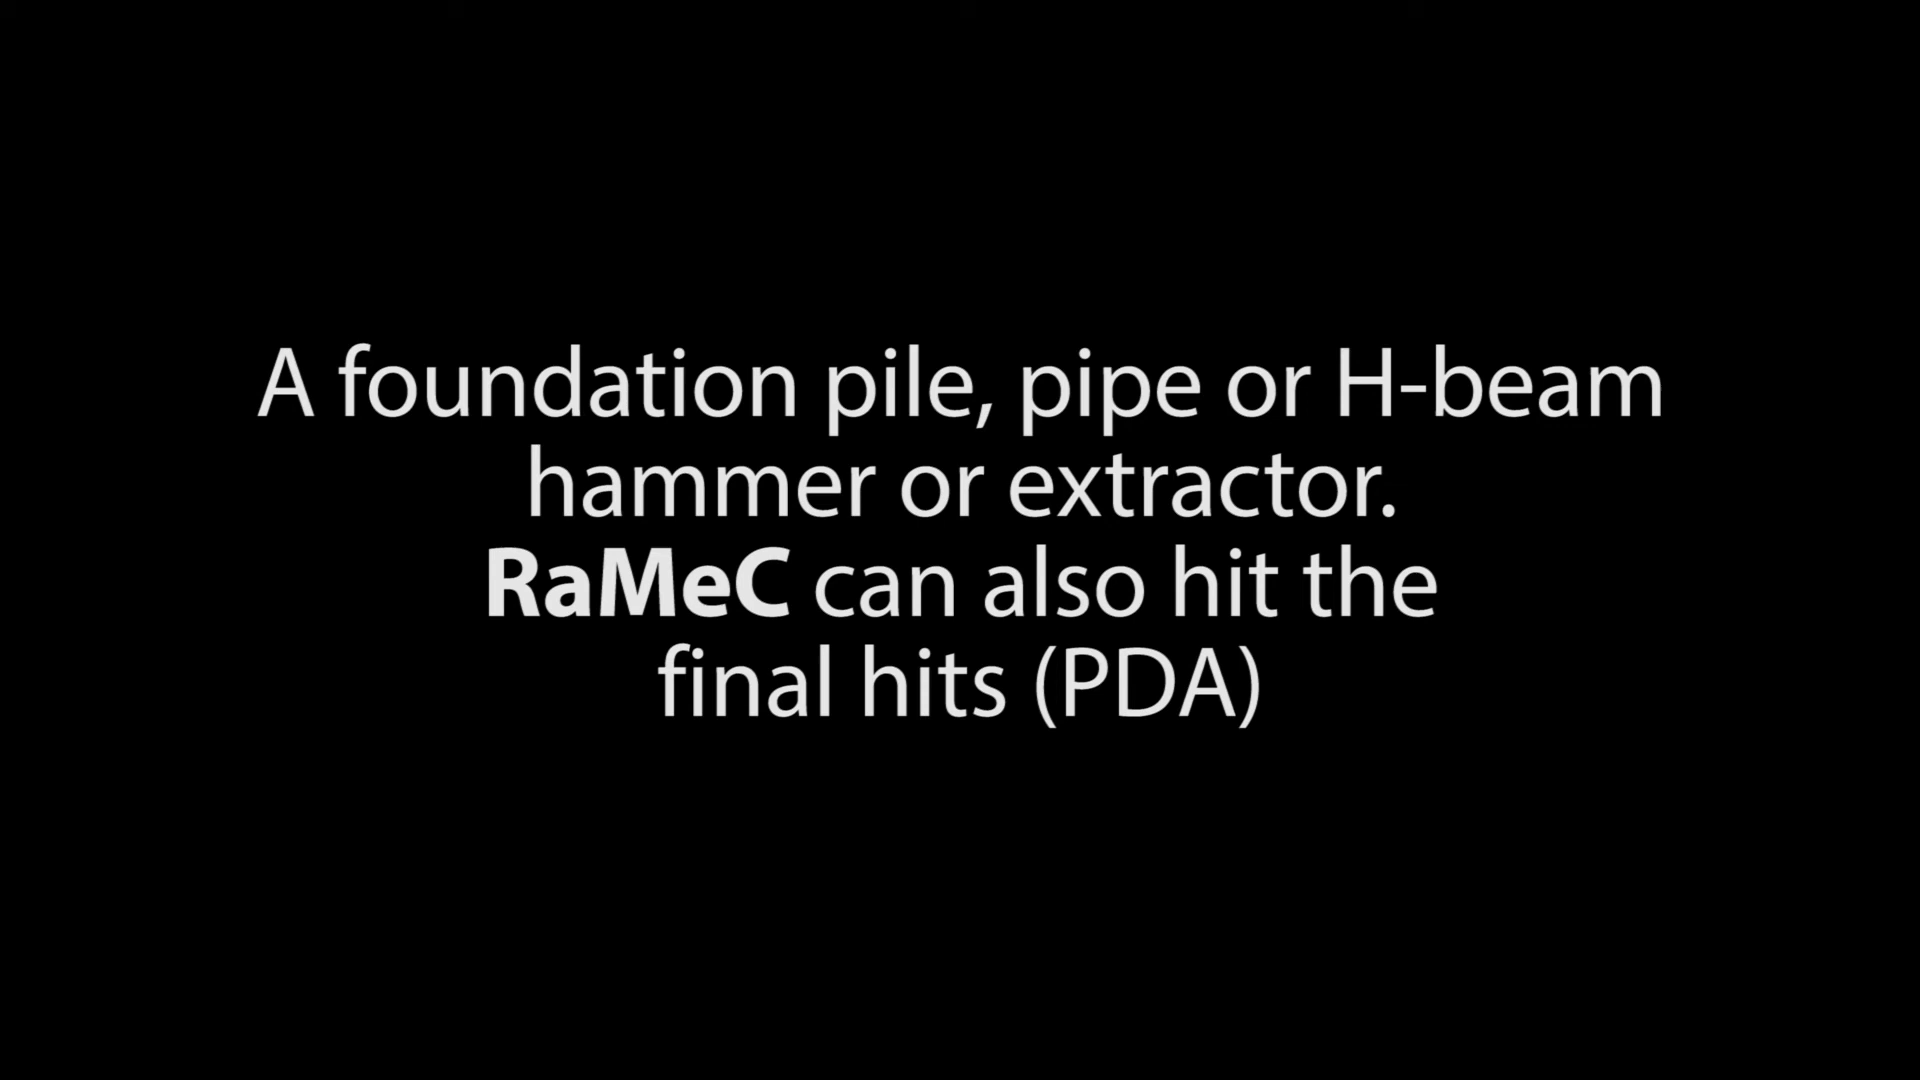 A foundation pile, pipe or H-beam
hammer or extractor.
RaMeC can also hit the
final hits (PDA)